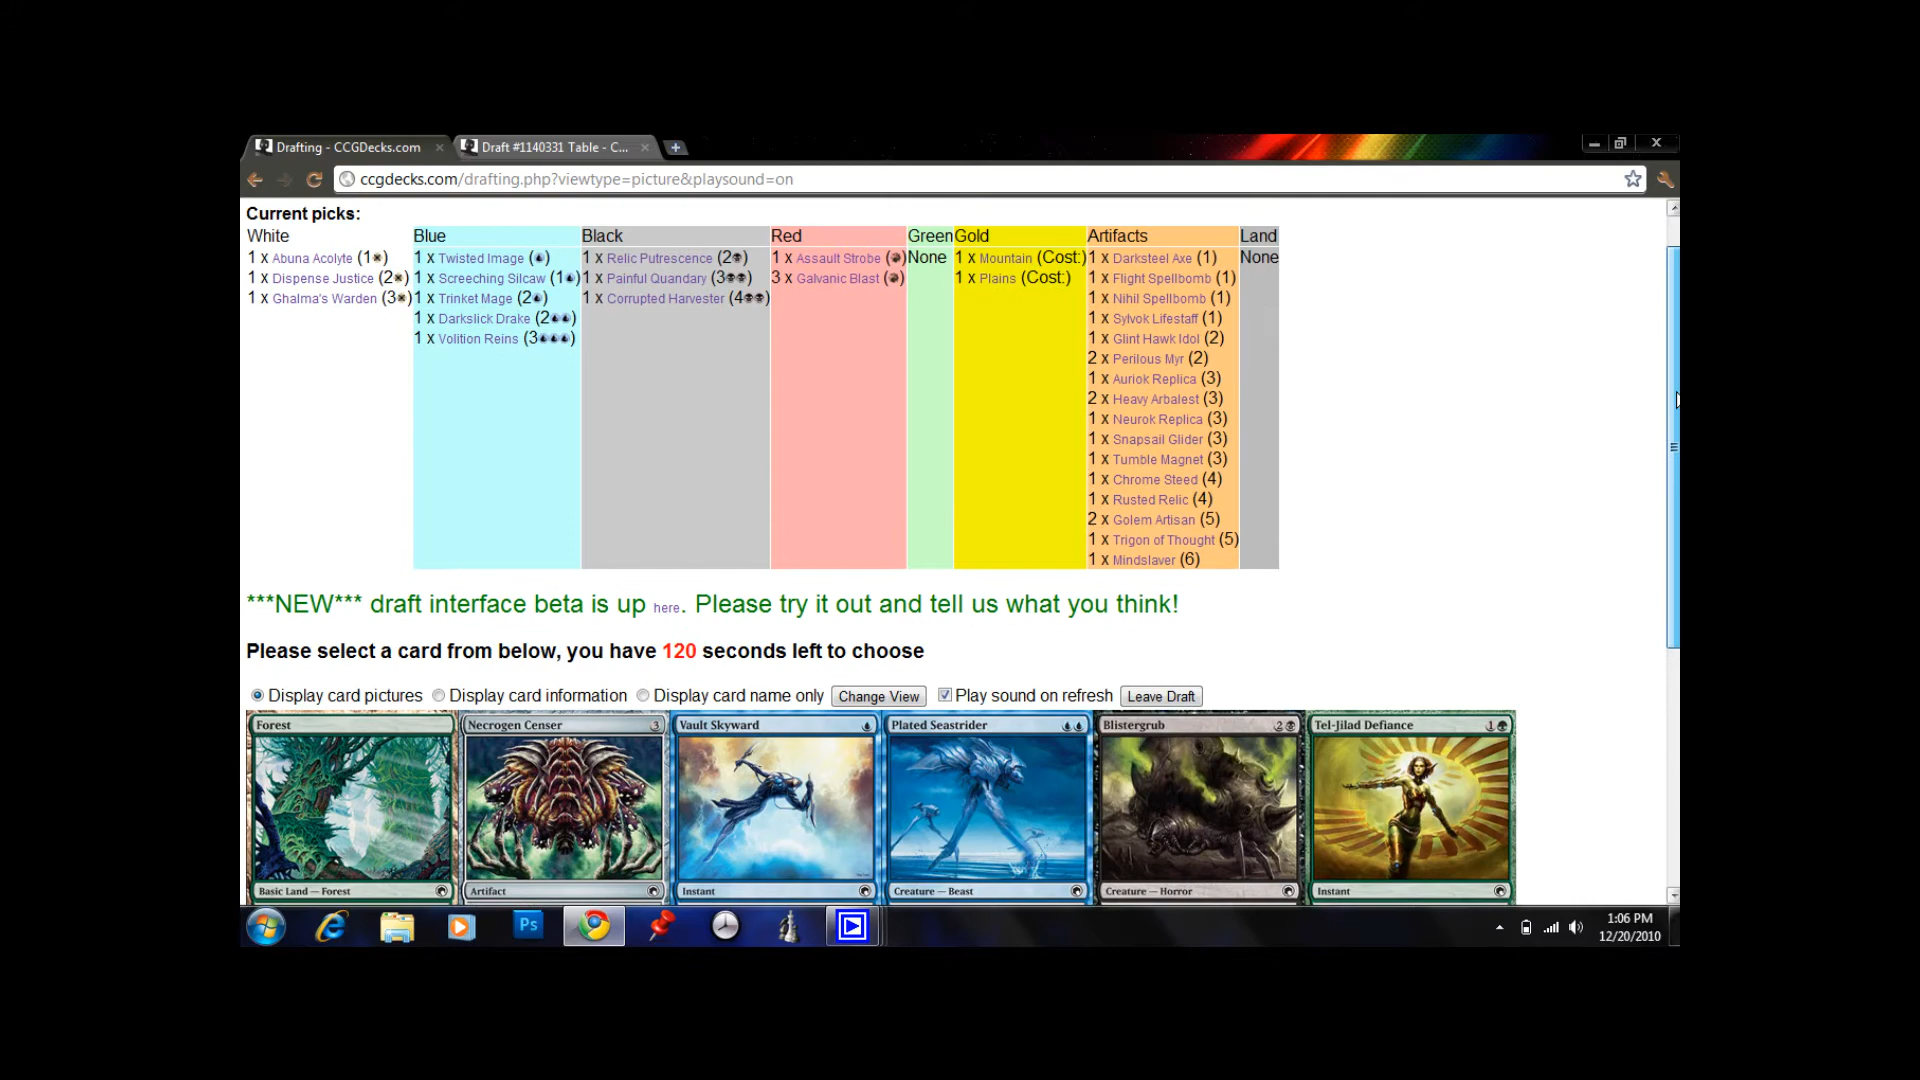 Drafting - CCGDecks.com
Draft #1140331 Table - C...
ccgdecks.com/drafting.php?viewtype=picture&playsound=on
Current picks:
White Blue Black Red Green Gold Artifacts Land
1 x Abuna Acolyte (1)
1 x Dispense Justice (2)
1 x Ghalma's Warden (3)
1 x Twisted Image ()
1 x Screeching Silcaw (1)
1 x Trinket Mage (2)
1 x Darkslick Drake (2)
1 x Volition Reins (3)
1 x Relic Putrescence (2)
1 x Painful Quandary (3)
1 x Corrupted Harvester (4)
1 x Assault Strobe ()
3 x Galvanic Blast ()
None
1 x Mountain (Cost:)
1 x Plains (Cost:)
1 x Darksteel Axe (1)
1 x Flight Spellbomb (1)
1 x Nihil Spellbomb (1)
1 x Sylvok Lifestaff (1)
1 x Glint Hawk Idol (2)
2 x Perilous Myr (2)
1 x Auriok Replica (3)
2 x Heavy Arbalest (3)
1 x Neurok Replica (3)
1 x Snapsail Glider (3)
1 x Tumble Magnet (3)
1 x Chrome Steed (4)
1 x Rusted Relic (4)
2 x Golem Artisan (5)
1 x Trigon of Thought (5)
1 x Mindslaver (6)
None
***NEW*** draft interface beta is up here. Please try it out and tell us what you think!
Please select a card from below, you have 120 seconds left to choose
Display card pictures Display card information Display card name only Change View Play sound on refresh Leave Draft
Forest
Basic Land — Forest
Necrogen Censer 3
Artifact
Vault Skyward
Instant
Plated Seastrider
Creature — Beast
Blistergrub 2
Creature — Horror
Tel-Jilad Defiance 1
Instant
Ps
1:06 PM
12/20/2010